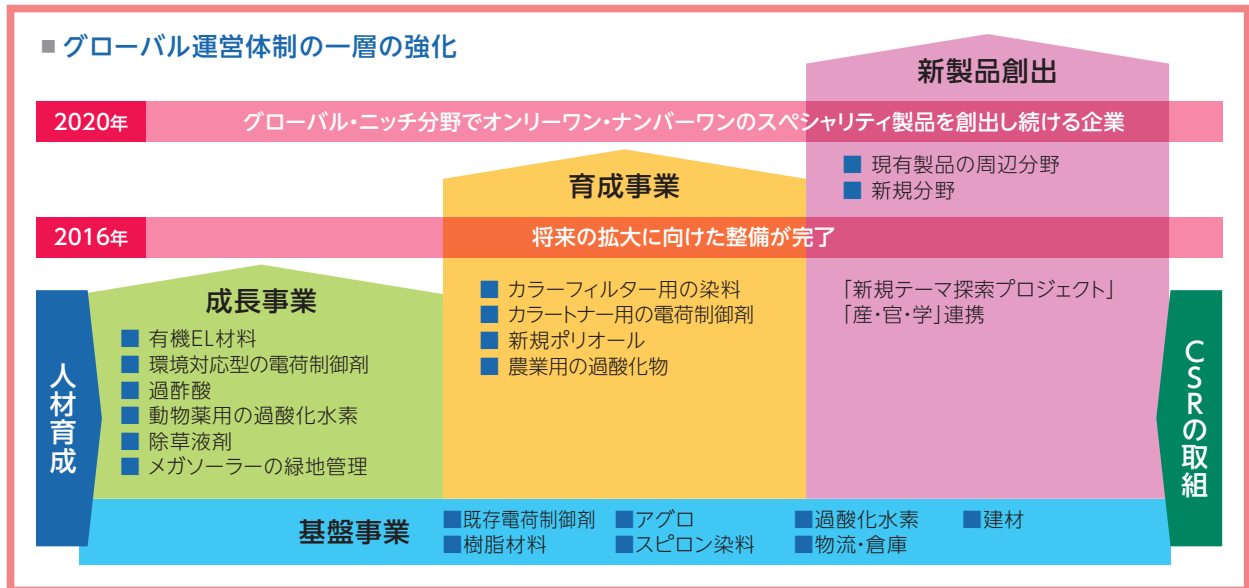 ■ グローバル運営体制の一層の強化
新製品創出
2020年 グローバル・ニッチ分野でオンリーワン・ナンバーワンのスペシャリティ製品を創出し続ける企業
■ 現有製品の周辺分野
■ 新規分野
育成事業
2016年 将来の拡大に向けた整備が完了
成長事業
■ 有機EL材料
■ 環境対応型の電荷制御剤
■ 過酢酸
■ 動物薬用の過酸化水素
■ 除草液剤
■ メガソーラーの緑地管理
■ カラーフィルター用の染料
■ カラートナー用の電荷制御剤
■ 新規ポリオール
■ 農業用の過酸化物
「新規テーマ探索プロジェクト」
「産・官・学」連携
人材育成
CSRの取組
基盤事業
■既存電荷制御剤 ■アグロ ■過酸化水素 ■建材
■樹脂材料 ■スピロン染料 ■物流・倉庫